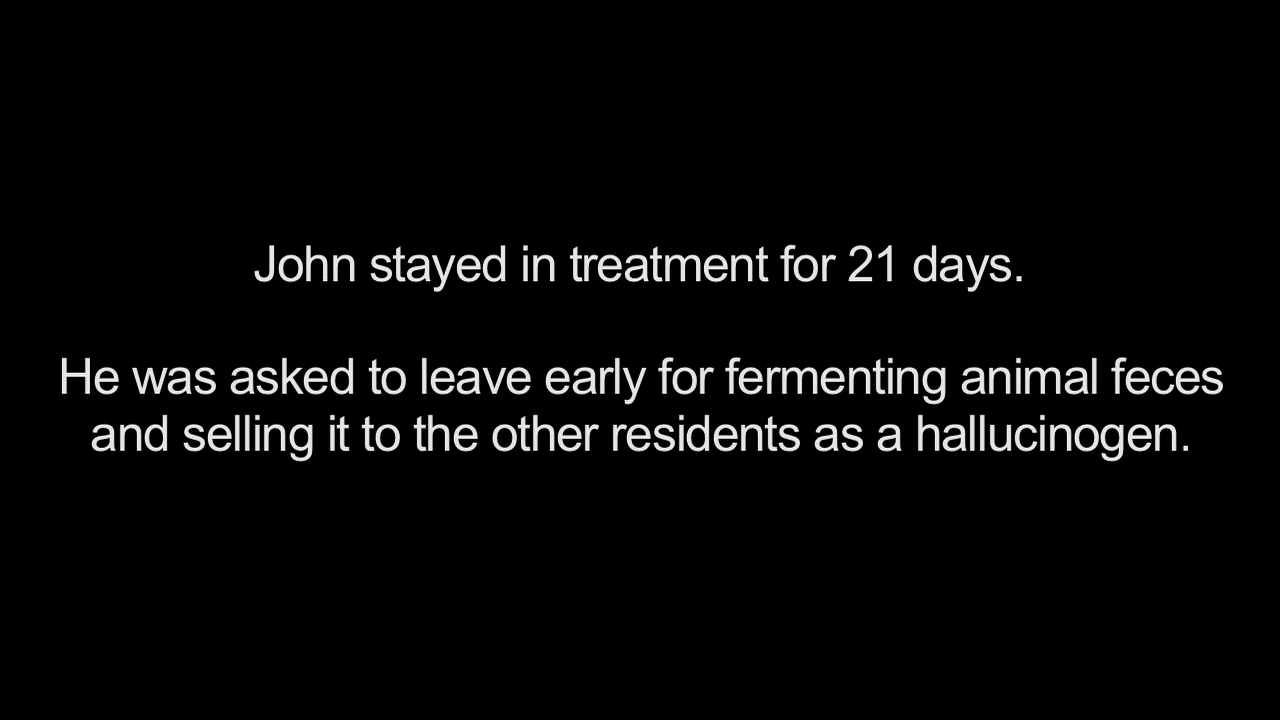 John stayed in treatment for 21 days.
He was asked to leave early for fermenting animal feces
and selling it to the other residents as a hallucinogen.